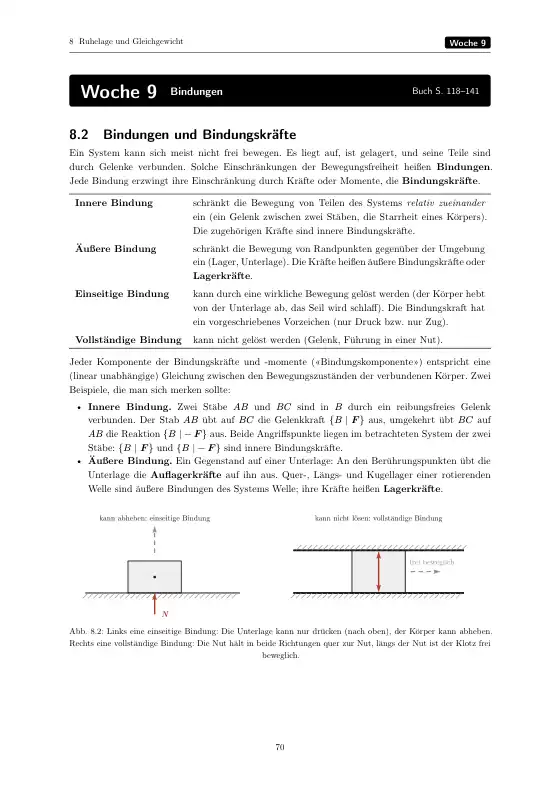 8 Ruhelage und Gleichgewicht
Woche 9
Woche 9 Bindungen Buch S. 118–141
8.2 Bindungen und Bindungskräfte
Ein System kann sich meist nicht frei bewegen. Es liegt auf, ist gelagert, und seine Teile sind
durch Gelenke verbunden. Solche Einschränkungen der Bewegungsfreiheit heißen Bindungen.
Jede Bindung erzwingt ihre Einschränkung durch Kräfte oder Momente, die Bindungskräfte.
Innere Bindung schränkt die Bewegung von Teilen des Systems relativ zueinander
ein (ein Gelenk zwischen zwei Stäben, die Starrheit eines Körpers).
Die zugehörigen Kräfte sind innere Bindungskräfte.
Äußere Bindung schränkt die Bewegung von Randpunkten gegenüber der Umgebung
ein (Lager, Unterlage). Die Kräfte heißen äußere Bindungskräfte oder
Lagerkräfte.
Einseitige Bindung kann durch eine wirkliche Bewegung gelöst werden (der Körper hebt
von der Unterlage ab, das Seil wird schlaff). Die Bindungskraft hat
ein vorgeschriebenes Vorzeichen (nur Druck bzw. nur Zug).
Vollständige Bindung kann nicht gelöst werden (Gelenk, Führung in einer Nut).
Jeder Komponente der Bindungskräfte und -momente («Bindungskomponente») entspricht eine
(linear unabhängige) Gleichung zwischen den Bewegungszuständen der verbundenen Körper. Zwei
Beispiele, die man sich merken sollte:
• Innere Bindung. Zwei Stäbe AB und BC sind in B durch ein reibungsfreies Gelenk
verbunden. Der Stab AB übt auf BC die Gelenkkraft {B | F} aus, umgekehrt übt BC auf
AB die Reaktion {B | − F} aus. Beide Angriffspunkte liegen im betrachteten System der zwei
Stäbe: {B | F} und {B | − F} sind innere Bindungskräfte.
• Äußere Bindung. Ein Gegenstand auf einer Unterlage: An den Berührungspunkten übt die
Unterlage die Auflagerkräfte auf ihn aus. Quer-, Längs- und Kugellager einer rotierenden
Welle sind äußere Bindungen des Systems Welle; ihre Kräfte heißen Lagerkräfte.
kann abheben: einseitige Bindung
kann nicht lösen: vollständige Bindung
frei beweglich
N
Abb. 8.2: Links eine einseitige Bindung: Die Unterlage kann nur drücken (nach oben), der Körper kann abheben.
Rechts eine vollständige Bindung: Die Nut hält in beide Richtungen quer zur Nut, längs der Nut ist der Klotz frei
beweglich.
70